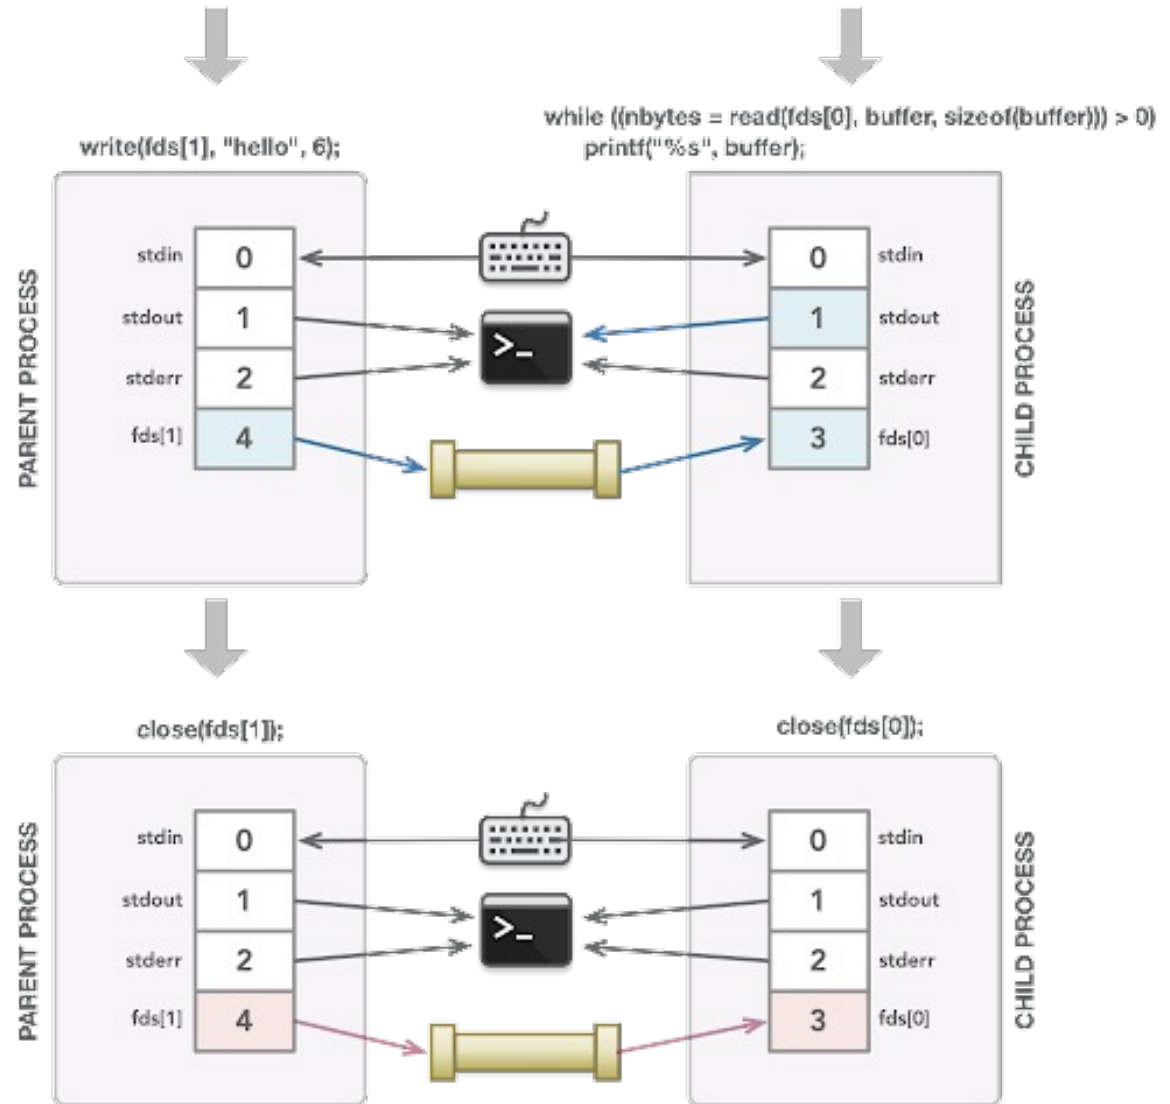 while ((nbytes = read(fds[0], buffer, sizeof(buffer))) > 0)
write(fds[1], "hello", 6);
printf("%s", buffer);
PARENT PROCESS
stdin
0
stdout
1
stderr
2
fds[1]
4
>_
0
stdin
1
stdout
2
stderr
3
fds[0]
CHILD PROCESS
close(fds[1]);
close(fds[0]);
PARENT PROCESS
stdin
0
stdout
1
stderr
2
fds[1]
4
>_
0
stdin
1
stdout
2
stderr
3
fds[0]
CHILD PROCESS